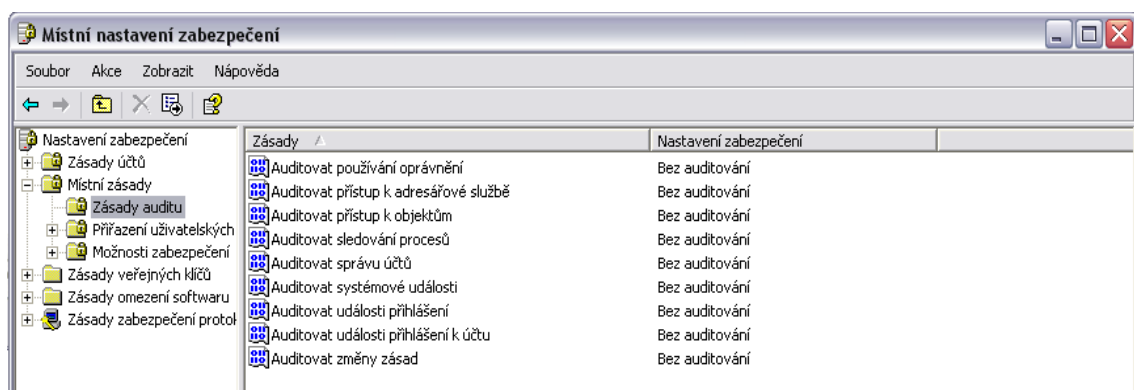 Místní nastavení zabezpečení
Soubor Akce Zobrazit Nápověda
Nastavení zabezpečení
Zásady účtů
Místní zásady
Zásady auditu
Přiřazení uživatelských
Možnosti zabezpečení
Zásady veřejných klíčů
Zásady omezení softwaru
Zásady zabezpečení protok
Zásady Nastavení zabezpečení
Auditovat používání oprávnění Bez auditování
Auditovat přístup k adresářové službě Bez auditování
Auditovat přístup k objektům Bez auditování
Auditovat sledování procesů Bez auditování
Auditovat správu účtů Bez auditování
Auditovat systémové události Bez auditování
Auditovat události přihlášení Bez auditování
Auditovat události přihlášení k účtu Bez auditování
Auditovat změny zásad Bez auditování